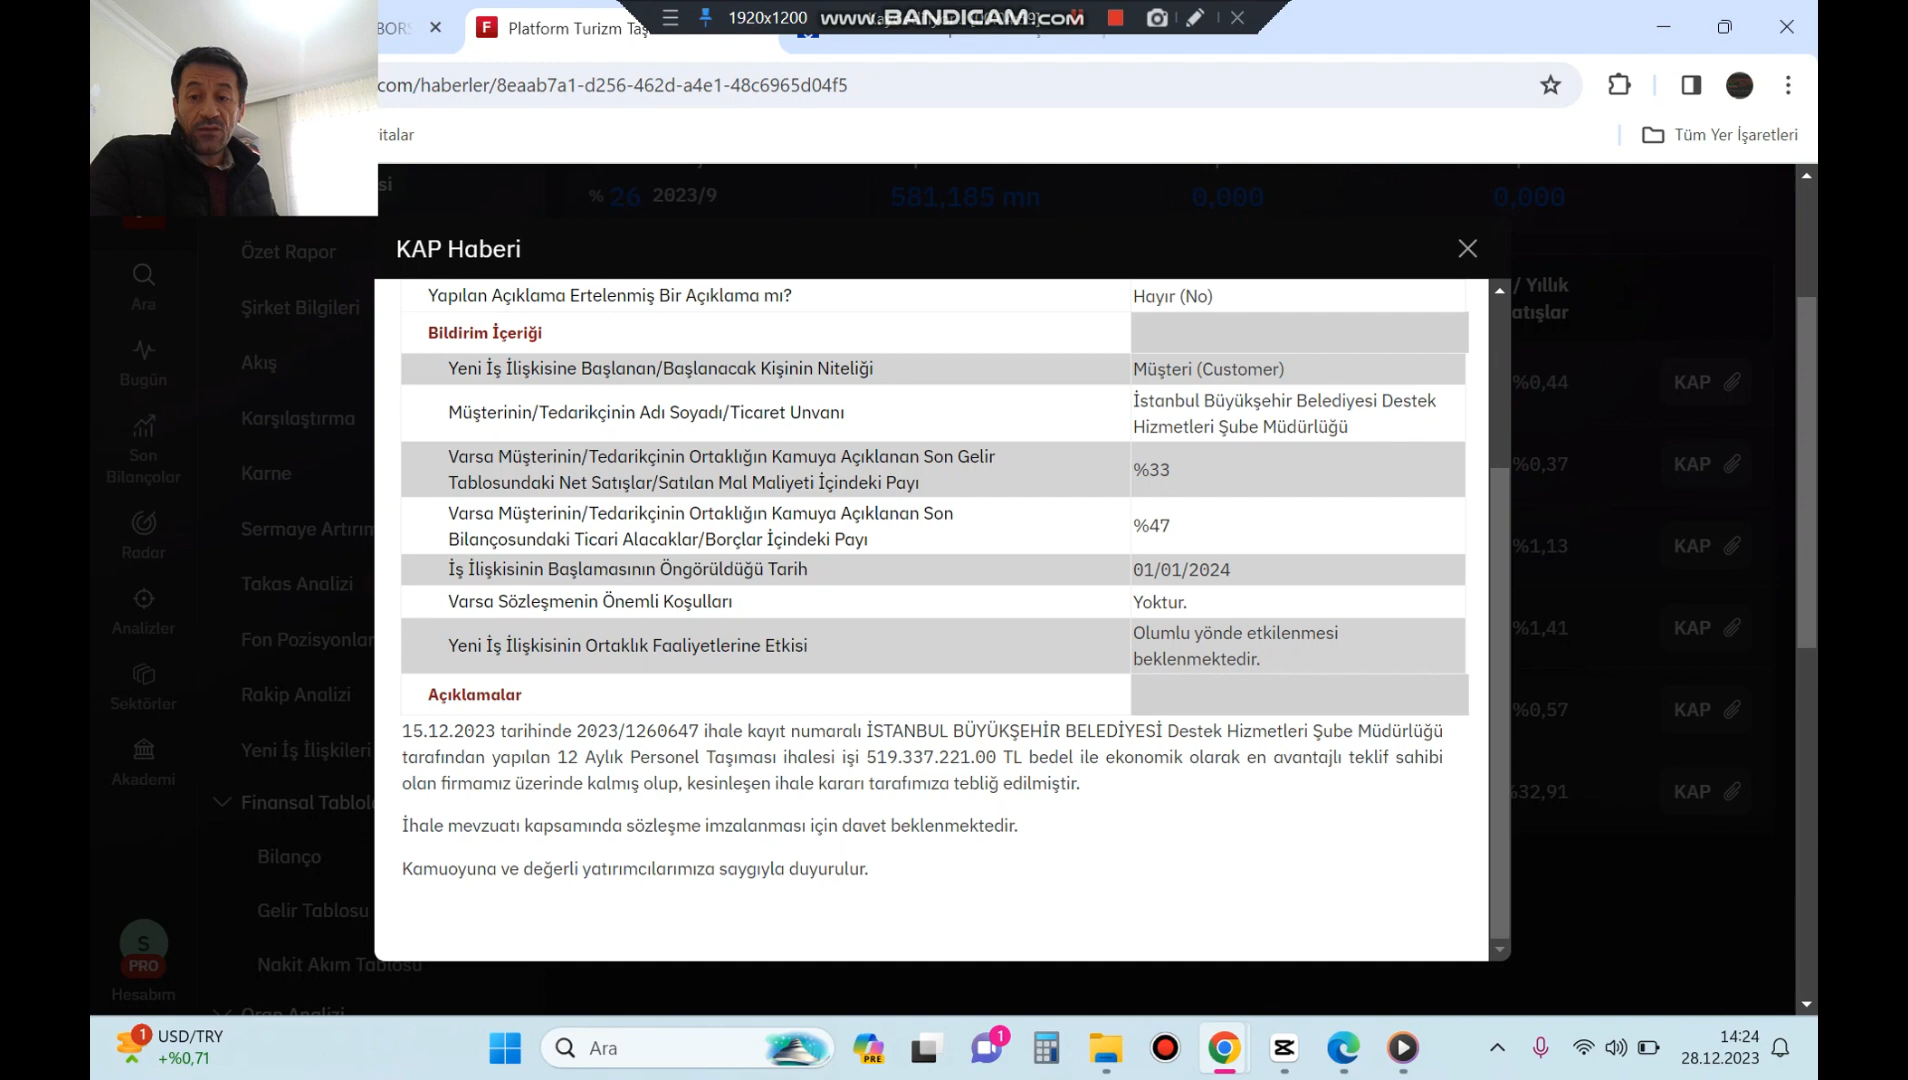 BORS
Platform Turizm Taş
1920x1200
www.BANDICAM.com
com/haberler/8eaab7a1-d256-462d-a4e1-48c6965d04f5
Tüm Yer İşaretleri
% 26 2023/9
581,185 mn
0,000
0,000
KAP Haberi
Ara
Bugün
Son
Bilançolar
Radar
Analizler
Sektörler
Akademi
S
PRO
Hesabım
Özet Rapor
Şirket Bilgileri
Akış
Karşılaştırma
Karne
Sermaye Artırım
Takas Analizi
Fon Pozisyonlar
Rakip Analizi
Yeni İş İlişkileri
Finansal Tablol
Bilanço
Gelir Tablosu
Nakit Akım Tablosu
Oran Analizi
Yapılan Açıklama Ertelenmiş Bir Açıklama mı?
Hayır (No)
Bildirim İçeriği
Yeni İş İlişkisine Başlanan/Başlanacak Kişinin Niteliği
Müşteri (Customer)
Müşterinin/Tedarikçinin Adı Soyadı/Ticaret Unvanı
İstanbul Büyükşehir Belediyesi Destek
Hizmetleri Şube Müdürlüğü
Varsa Müşterinin/Tedarikçinin Ortaklığın Kamuya Açıklanan Son Gelir
Tablosundaki Net Satışlar/Satılan Mal Maliyeti İçindeki Payı
%33
Varsa Müşterinin/Tedarikçinin Ortaklığın Kamuya Açıklanan Son
Bilançosundaki Ticari Alacaklar/Borçlar İçindeki Payı
%47
İş İlişkisinin Başlamasının Öngörüldüğü Tarih
01/01/2024
Varsa Sözleşmenin Önemli Koşulları
Yoktur.
Yeni İş İlişkisinin Ortaklık Faaliyetlerine Etkisi
Olumlu yönde etkilenmesi
beklenmektedir.
Açıklamalar
15.12.2023 tarihinde 2023/1260647 ihale kayıt numaralı İSTANBUL BÜYÜKŞEHİR BELEDİYESİ Destek Hizmetleri Şube Müdürlüğü
tarafından yapılan 12 Aylık Personel Taşıması ihalesi işi 519.337.221.00 TL bedel ile ekonomik olarak en avantajlı teklif sahibi
olan firmamız üzerinde kalmış olup, kesinleşen ihale kararı tarafımıza tebliğ edilmiştir.
İhale mevzuatı kapsamında sözleşme imzalanması için davet beklenmektedir.
Kamuoyuna ve değerli yatırımcılarımıza saygıyla duyurulur.
/ Yıllık
atışlar
%0,44 KAP
%0,37 KAP
%1,13 KAP
%1,41 KAP
%0,57 KAP
%32,91 KAP
1
USD/TRY
+%0,71
Ara
PRE
1
14:24
28.12.2023